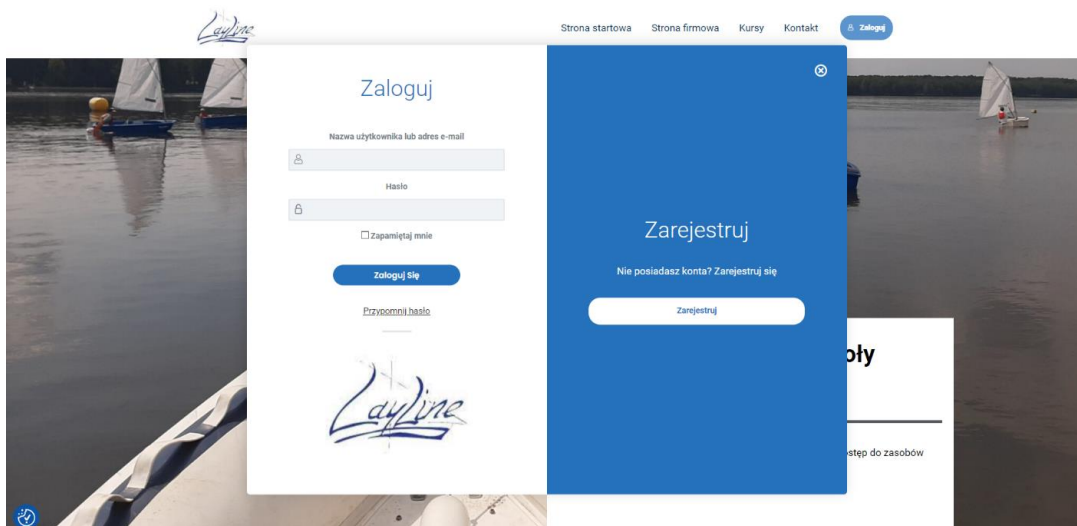 LayLine
Strona startowa Strona firmowa Kursy Kontakt Zaloguj
Zaloguj
Nazwa użytkownika lub adres e-mail
Hasło
Zapamiętaj mnie
Zaloguj Się
Przypomnij hasło
LayLine
Zarejestruj
Nie posiadasz konta? Zarejestruj się
Zarejestruj
oły
stęp do zasobów